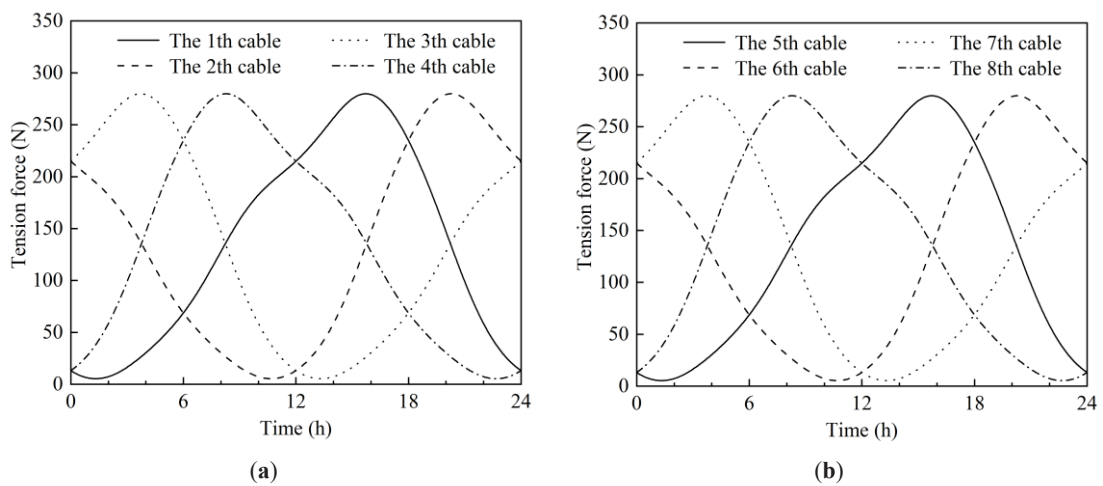 350
300
250
200
150
100
50
0
Tension force (N)
The 1th cable
The 2th cable
The 3th cable
The 4th cable
0 6 12 18 24
Time (h)
(a)
350
300
250
200
150
100
50
0
Tension force (N)
The 5th cable
The 6th cable
The 7th cable
The 8th cable
0 6 12 18 24
Time (h)
(b)